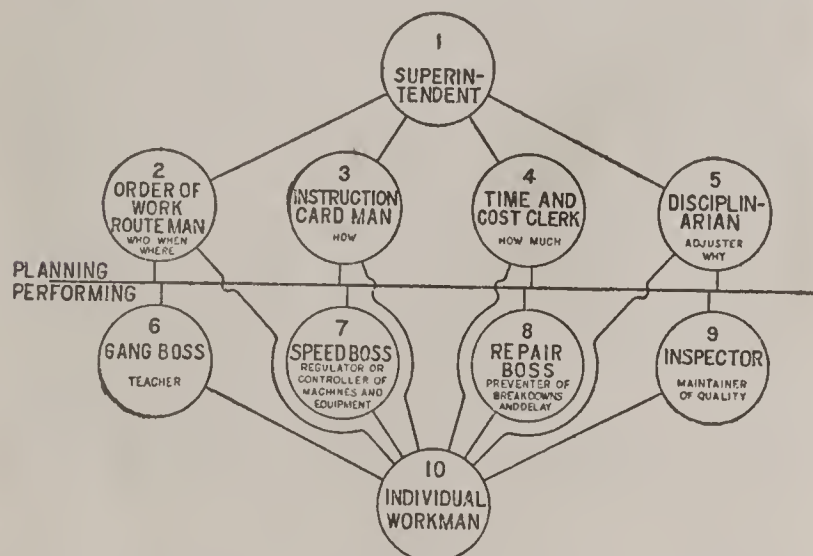 1
SUPERIN-
TENDENT
2
ORDER OF
WORK
ROUTE MAN
WHO WHEN
WHERE
3
INSTRUCTION
CARD MAN
HOW
4
TIME AND
COST CLERK
HOW MUCH
5
DISCIPLIN-
ARIAN
ADJUSTER
WHY
PLANNING
PERFORMING
6
GANG BOSS
TEACHER
7
SPEED BOSS
REGULATOR OR
CONTROLLER OF
MACHINES AND
EQUIPMENT
8
REPAIR
BOSS
PREVENTER OF
BREAKDOWNS
AND DELAY
9
INSPECTOR
MAINTAINER
OF QUALITY
10
INDIVIDUAL
WORKMAN